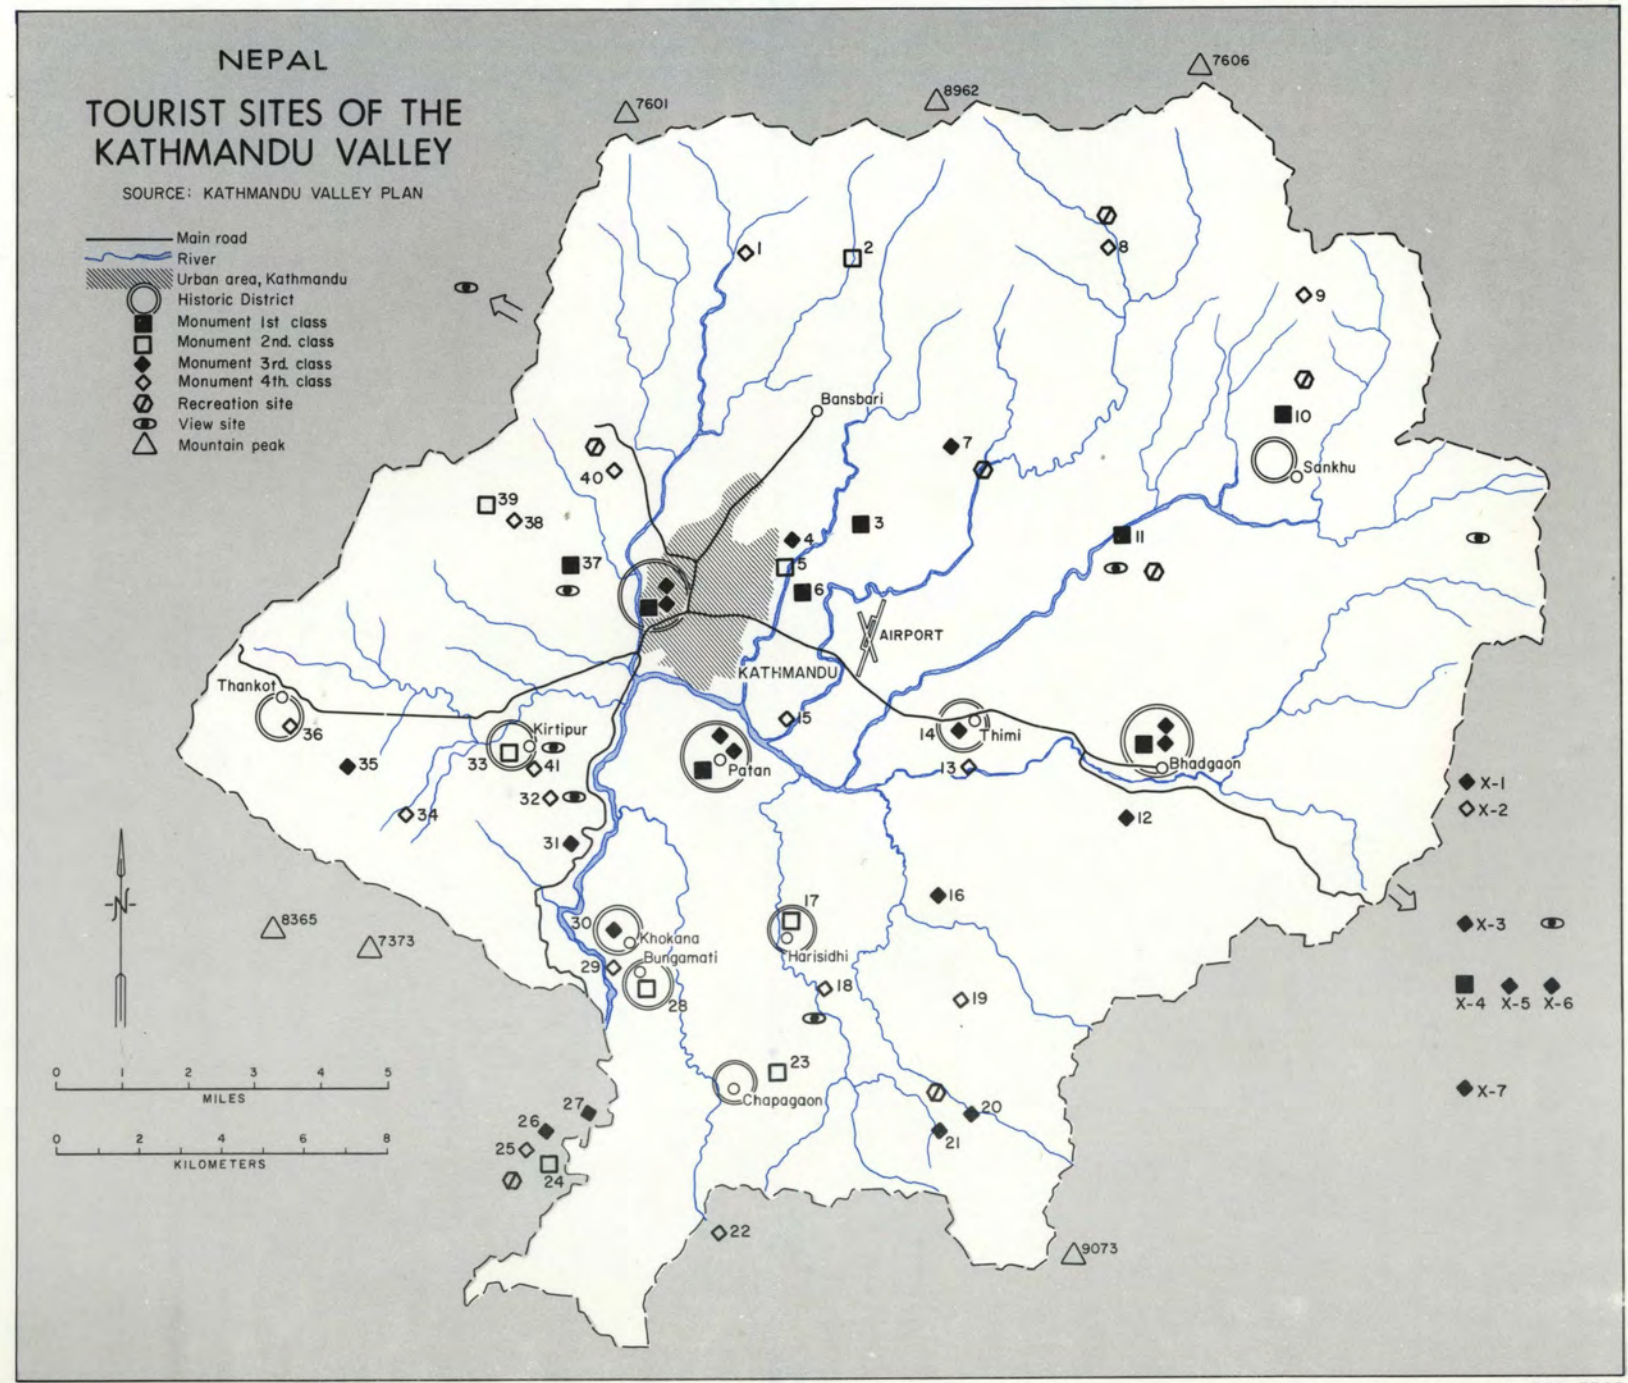 NEPAL
TOURIST SITES OF THE
KATHMANDU VALLEY
SOURCE: KATHMANDU VALLEY PLAN
Main road
River
Urban area, Kathmandu
Historic District
Monument 1st class
Monument 2nd. class
Monument 3rd. class
Monument 4th. class
Recreation site
View site
Mountain peak
7601
8962
7606
1
2
8
9
Bansbari
10
7
Sankhu
40
39
38
3
4
11
37
5
6
AIRPORT
KATHMANDU
Thankot
36
15
14
Thimi
Kirtipur
33
41
Patan
13
Bhadgaon
35
32
34
31
12
X-1
X-2
16
17
30
Khokana
Bungamati
Harisidhi
29
28
18
19
8365
7373
X-3
X-4 X-5 X-6
N
0 1 2 3 4 5
MILES
0 2 4 6 8
KILOMETERS
23
Chapagaon
X-7
27
26
25
24
20
21
22
9073